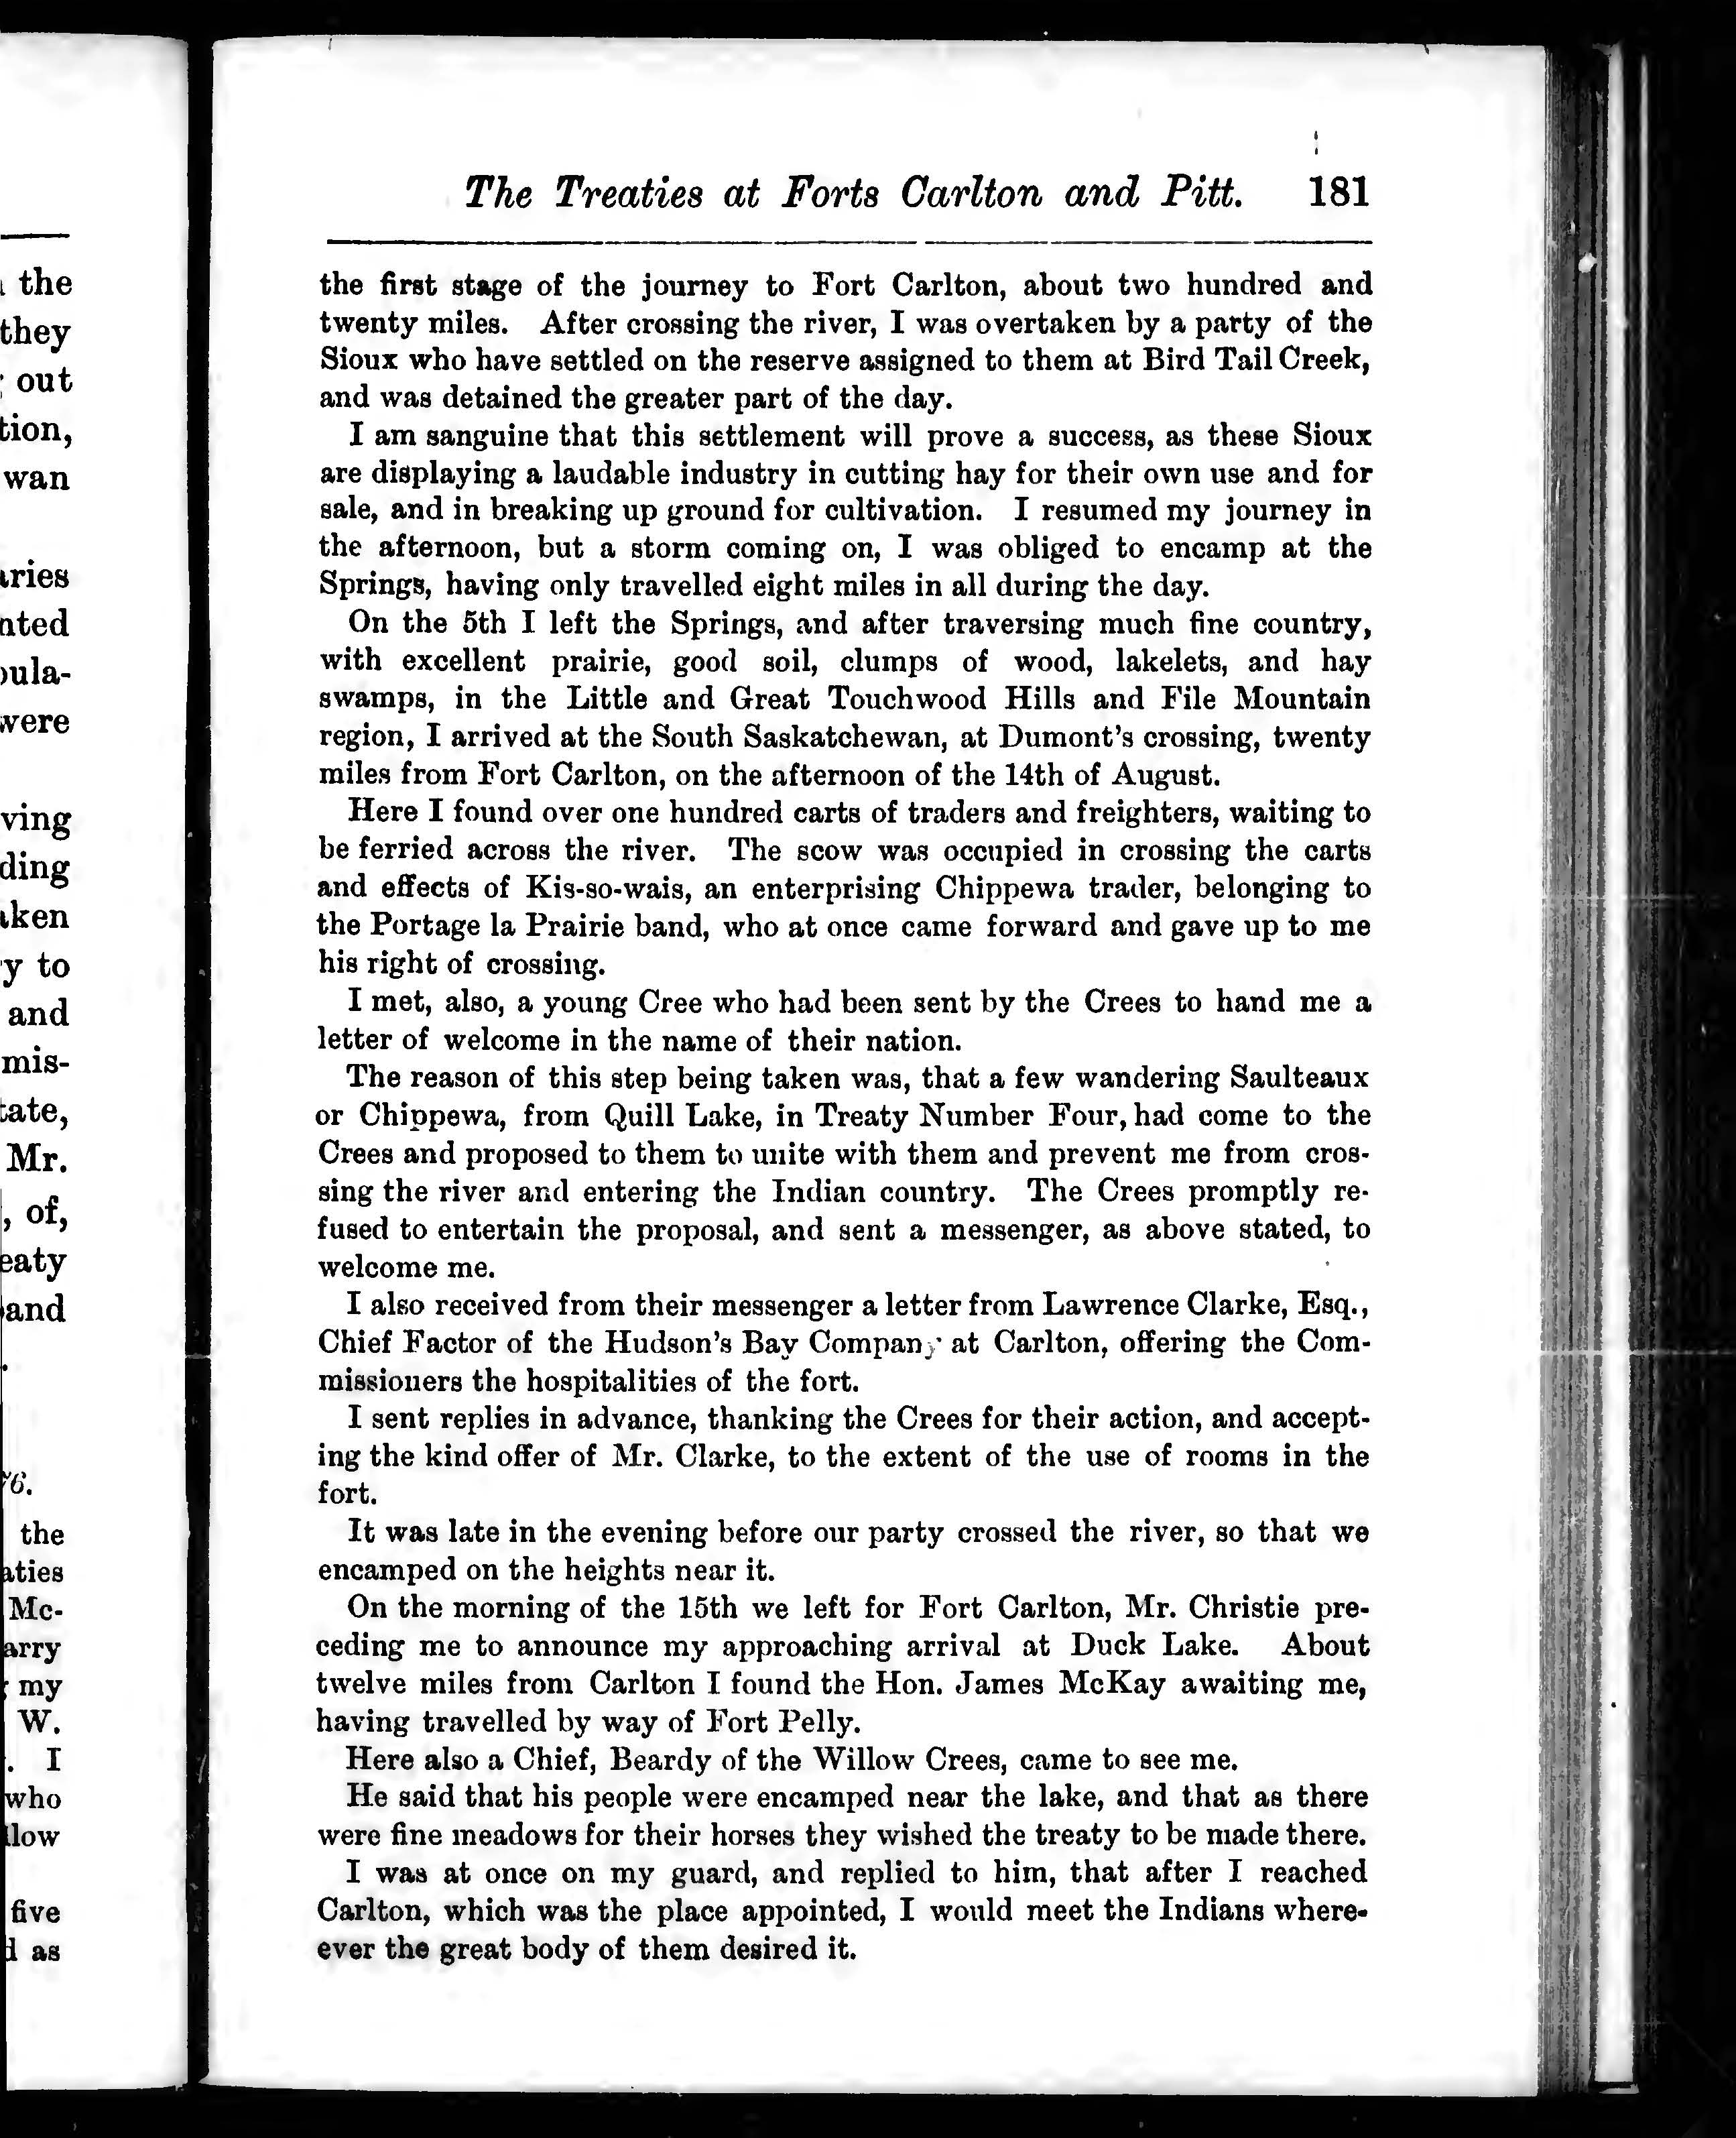 The Treaties at Forts Carlton and Pitt. 181
the first stage of the journey to Fort Carlton, about two hundred and
twenty miles. After crossing the river, I was overtaken by a party of the
Sioux who have settled on the reserve assigned to them at Bird Tail Creek,
and was detained the greater part of the day.
I am sanguine that this settlement will prove a success, as these Sioux
are displaying a laudable industry in cutting hay for their own use and for
sale, and in breaking up ground for cultivation. I resumed my journey in
the afternoon, but a storm coming on, I was obliged to encamp at the
Springs, having only travelled eight miles in all during the day.
On the 5th I left the Springs, and after traversing much fine country,
with excellent prairie, good soil, clumps of wood, lakelets, and hay
swamps, in the Little and Great Touchwood Hills and File Mountain
region, I arrived at the South Saskatchewan, at Dumont's crossing, twenty
miles from Fort Carlton, on the afternoon of the 14th of August.
Here I found over one hundred carts of traders and freighters, waiting to
be ferried across the river. The scow was occupied in crossing the carts
and effects of Kis-so-wais, an enterprising Chippewa trader, belonging to
the Portage la Prairie band, who at once came forward and gave up to me
his right of crossing.
I met, also, a young Cree who had been sent by the Crees to hand me a
letter of welcome in the name of their nation.
The reason of this step being taken was, that a few wandering Saulteaux
or Chippewa, from Quill Lake, in Treaty Number Four, had come to the
Crees and proposed to them to unite with them and prevent me from cros-
sing the river and entering the Indian country. The Crees promptly re-
fused to entertain the proposal, and sent a messenger, as above stated, to
welcome me.
I also received from their messenger a letter from Lawrence Clarke, Esq.,
Chief Factor of the Hudson's Bay Company at Carlton, offering the Com-
missioners the hospitalities of the fort.
I sent replies in advance, thanking the Crees for their action, and accept-
ing the kind offer of Mr. Clarke, to the extent of the use of rooms in the
fort.
It was late in the evening before our party crossed the river, so that we
encamped on the heights near it.
On the morning of the 15th we left for Fort Carlton, Mr. Christie pre-
ceding me to announce my approaching arrival at Duck Lake. About
twelve miles from Carlton I found the Hon. James McKay awaiting me,
having travelled by way of Fort Pelly.
Here also a Chief, Beardy of the Willow Crees, came to see me.
He said that his people were encamped near the lake, and that as there
were fine meadows for their horses they wished the treaty to be made there.
I was at once on my guard, and replied to him, that after I reached
Carlton, which was the place appointed, I would meet the Indians where-
ever the great body of them desired it.